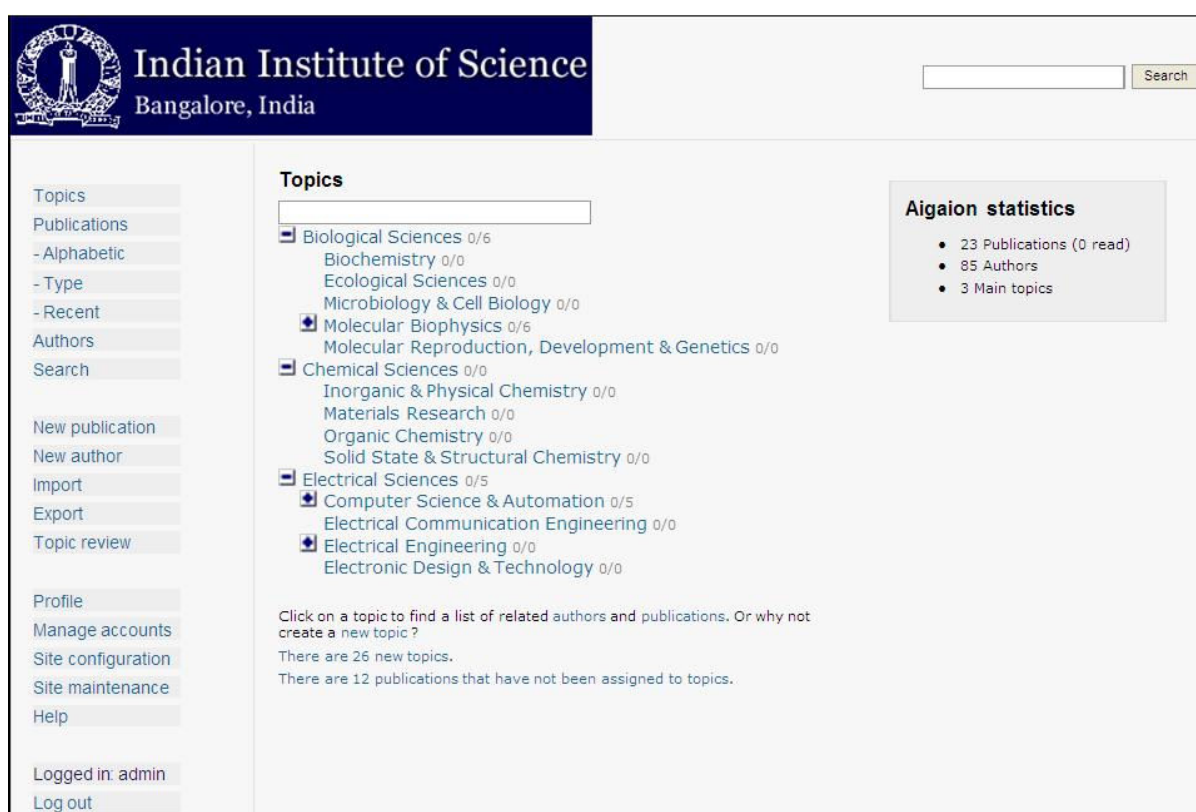 Indian Institute of Science
Bangalore, India
Search
Topics
Publications
- Alphabetic
- Type
- Recent
Authors
Search
New publication
New author
Import
Export
Topic review
Profile
Manage accounts
Site configuration
Site maintenance
Help
Logged in: admin
Log out
Topics
Biological Sciences 0/6
Biochemistry 0/0
Ecological Sciences 0/0
Microbiology & Cell Biology 0/0
Molecular Biophysics 0/6
Molecular Reproduction, Development & Genetics 0/0
Chemical Sciences 0/0
Inorganic & Physical Chemistry 0/0
Materials Research 0/0
Organic Chemistry 0/0
Solid State & Structural Chemistry 0/0
Electrical Sciences 0/5
Computer Science & Automation 0/5
Electrical Communication Engineering 0/0
Electrical Engineering 0/0
Electronic Design & Technology 0/0
Click on a topic to find a list of related authors and publications. Or why not
create a new topic ?
There are 26 new topics.
There are 12 publications that have not been assigned to topics.
Aigaion statistics
• 23 Publications (0 read)
• 85 Authors
• 3 Main topics